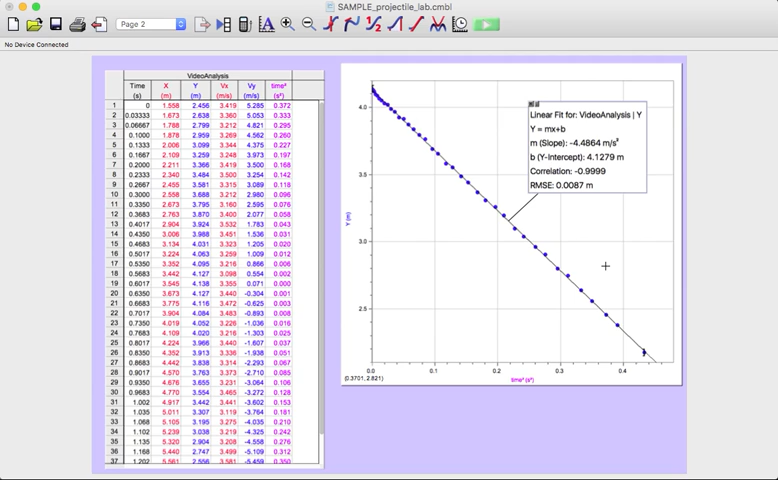 SAMPLE_projectile_lab.cmbl
Page 2
No Device Connected
VideoAnalysis
Time X Y Vx Vy time²
(s) (m) (m) (m/s) (m/s) (s²)
1 0 1.558 2.456 3.419 5.285 0.372
2 0.03333 1.673 2.638 3.360 5.053 0.333
3 0.06667 1.768 2.799 3.212 4.821 0.295
4 0.1000 1.878 2.959 3.269 4.562 0.260
5 0.1333 2.006 3.099 3.244 4.375 0.227
6 0.1667 2.109 3.259 3.248 3.973 0.197
7 0.2000 2.211 3.366 3.419 3.500 0.168
8 0.2333 2.340 3.484 3.500 3.254 0.142
9 0.2667 2.455 3.581 3.315 3.089 0.118
10 0.3000 2.558 3.688 3.212 2.980 0.096
11 0.3350 2.673 3.795 3.160 2.595 0.076
12 0.3683 2.763 3.870 3.400 2.077 0.058
13 0.4017 2.904 3.924 3.532 1.783 0.043
14 0.4350 3.006 3.988 3.451 1.536 0.031
15 0.4683 3.134 4.031 3.323 1.205 0.020
16 0.5017 3.224 4.063 3.259 1.009 0.012
17 0.5350 3.352 4.095 3.216 0.866 0.006
18 0.5683 3.442 4.127 3.098 0.554 0.002
19 0.6017 3.545 4.138 3.355 0.071 0.000
20 0.6350 3.673 4.127 3.440 -0.304 0.001
21 0.6683 3.775 4.116 3.472 -0.625 0.003
22 0.7017 3.904 4.084 3.483 -0.893 0.008
23 0.7350 4.019 4.052 3.226 -1.036 0.016
24 0.7683 4.109 4.020 3.216 -1.303 0.025
25 0.8017 4.224 3.966 3.440 -1.607 0.037
26 0.8350 4.352 3.913 3.336 -1.938 0.051
27 0.8683 4.442 3.838 3.314 -2.293 0.067
28 0.9017 4.570 3.763 3.373 -2.710 0.085
29 0.9350 4.676 3.655 3.231 -3.064 0.106
30 0.9683 4.770 3.554 3.465 -3.272 0.128
31 1.002 4.917 3.442 3.441 -3.602 0.153
32 1.035 5.011 3.307 3.119 -3.764 0.181
33 1.068 5.105 3.195 3.275 -4.035 0.210
34 1.102 5.239 3.038 3.219 -4.325 0.242
35 1.135 5.320 2.904 3.208 -4.558 0.276
36 1.168 5.440 2.747 3.499 -5.109 0.312
37 1.202 5.561 2.556 3.581 -5.459 0.350
Linear Fit for: VideoAnalysis | Y
Y = mx+b
m (Slope): -4.4864 m/s²
b (Y-Intercept): 4.1279 m
Correlation: -0.9999
RMSE: 0.0087 m
4.0
3.5
3.0
2.5
Y (m)
0.0 0.1 0.2 0.3 0.4
(0.3701, 2.821)
time² (s²)